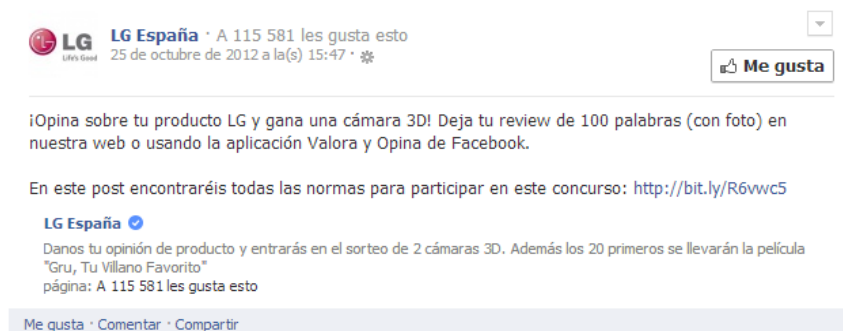 LG
Life's Good
LG España · A 115 581 les gusta esto
25 de octubre de 2012 a la(s) 15:47 ·
Me gusta
¡Opina sobre tu producto LG y gana una cámara 3D! Deja tu review de 100 palabras (con foto) en
nuestra web o usando la aplicación Valora y Opina de Facebook.
En este post encontraréis todas las normas para participar en este concurso: http://bit.ly/R6vwc5
LG España
Danos tu opinión de producto y entrarás en el sorteo de 2 cámaras 3D. Además los 20 primeros se llevarán la película
"Gru, Tu Villano Favorito"
página: A 115 581 les gusta esto
Me gusta · Comentar · Compartir